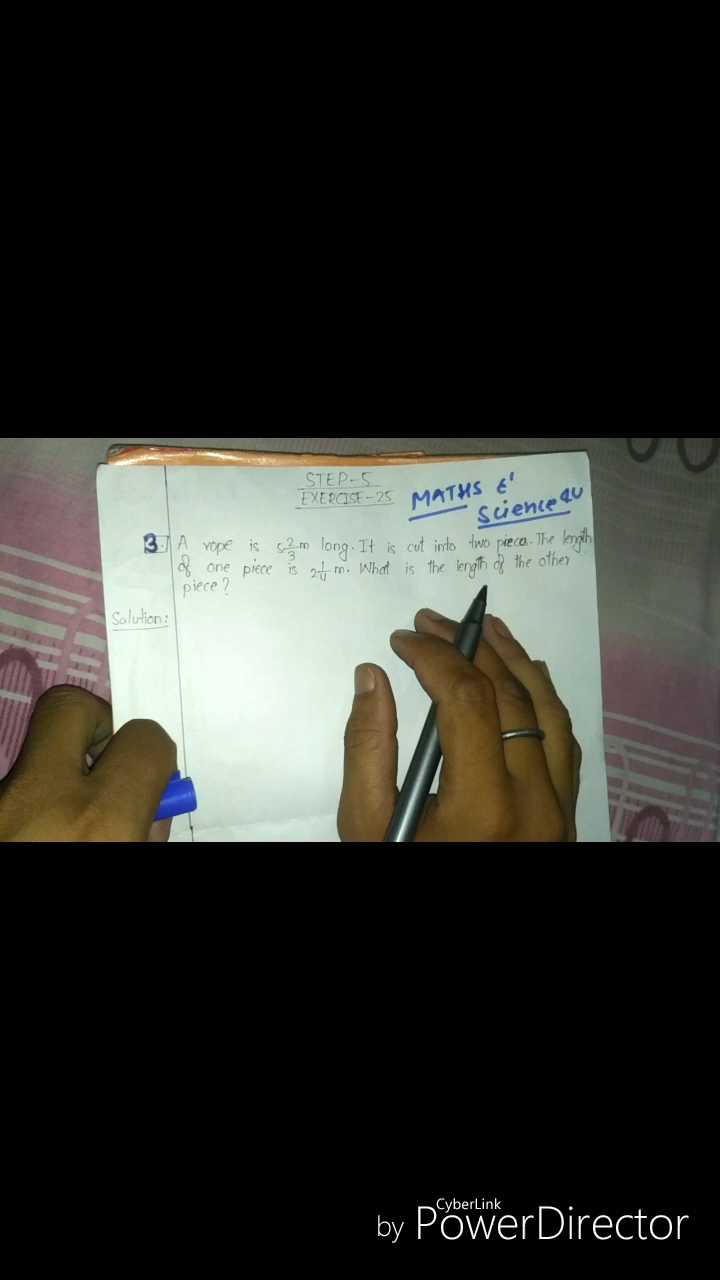 STEP-5
EXERCISE-25
MATHS &
Science 4U
3. A rope is 5 2/3 m long. It is cut into two pieces. The length
of one piece is 2 1/4 m. What is the length of the other
piece?
Solution:
CyberLink
by PowerDirector